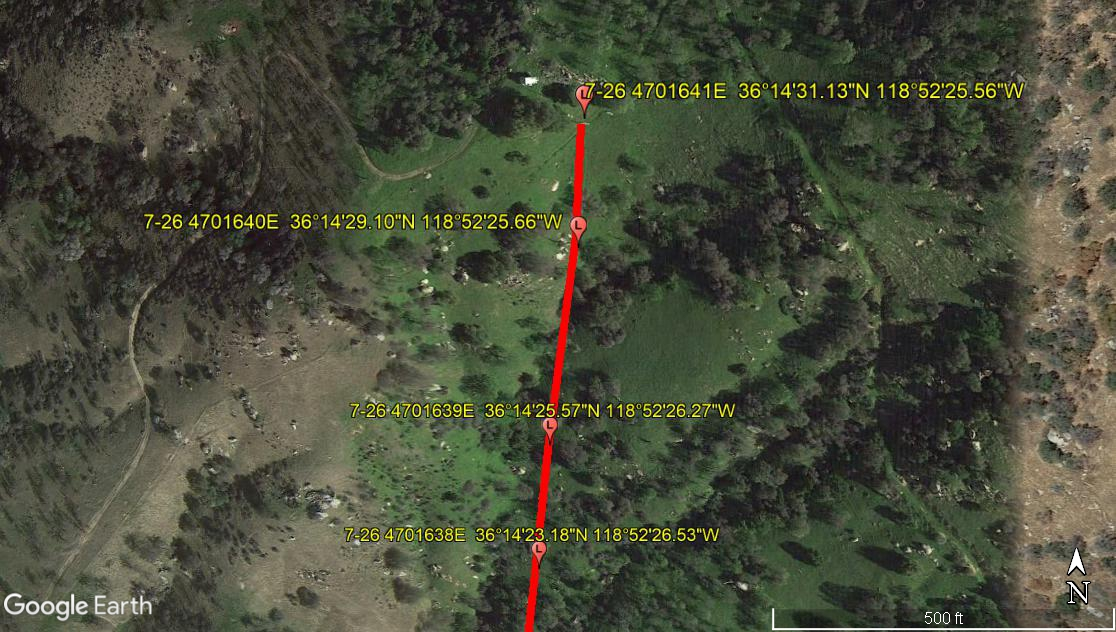 7-26 4701641E 36°14'31.13"N 118°52'25.56"W
7-26 4701640E 36°14'29.10"N 118°52'25.66"W
7-26 4701639E 36°14'25.57"N 118°52'26.27"W
7-26 4701638E 36°14'23.18"N 118°52'26.53"W
L
L
L
L
Google Earth
500 ft
N